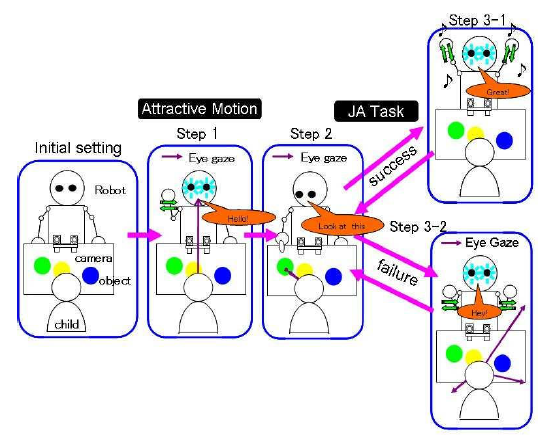 Initial setting
Robot
camera
object
child
Attractive Motion
Step 1
Eye gaze
Hello!
Step 2
Eye gaze
Look at this
JA Task
success
failure
Step 3-1
Great!
Step 3-2
Eye Gaze
Hey!